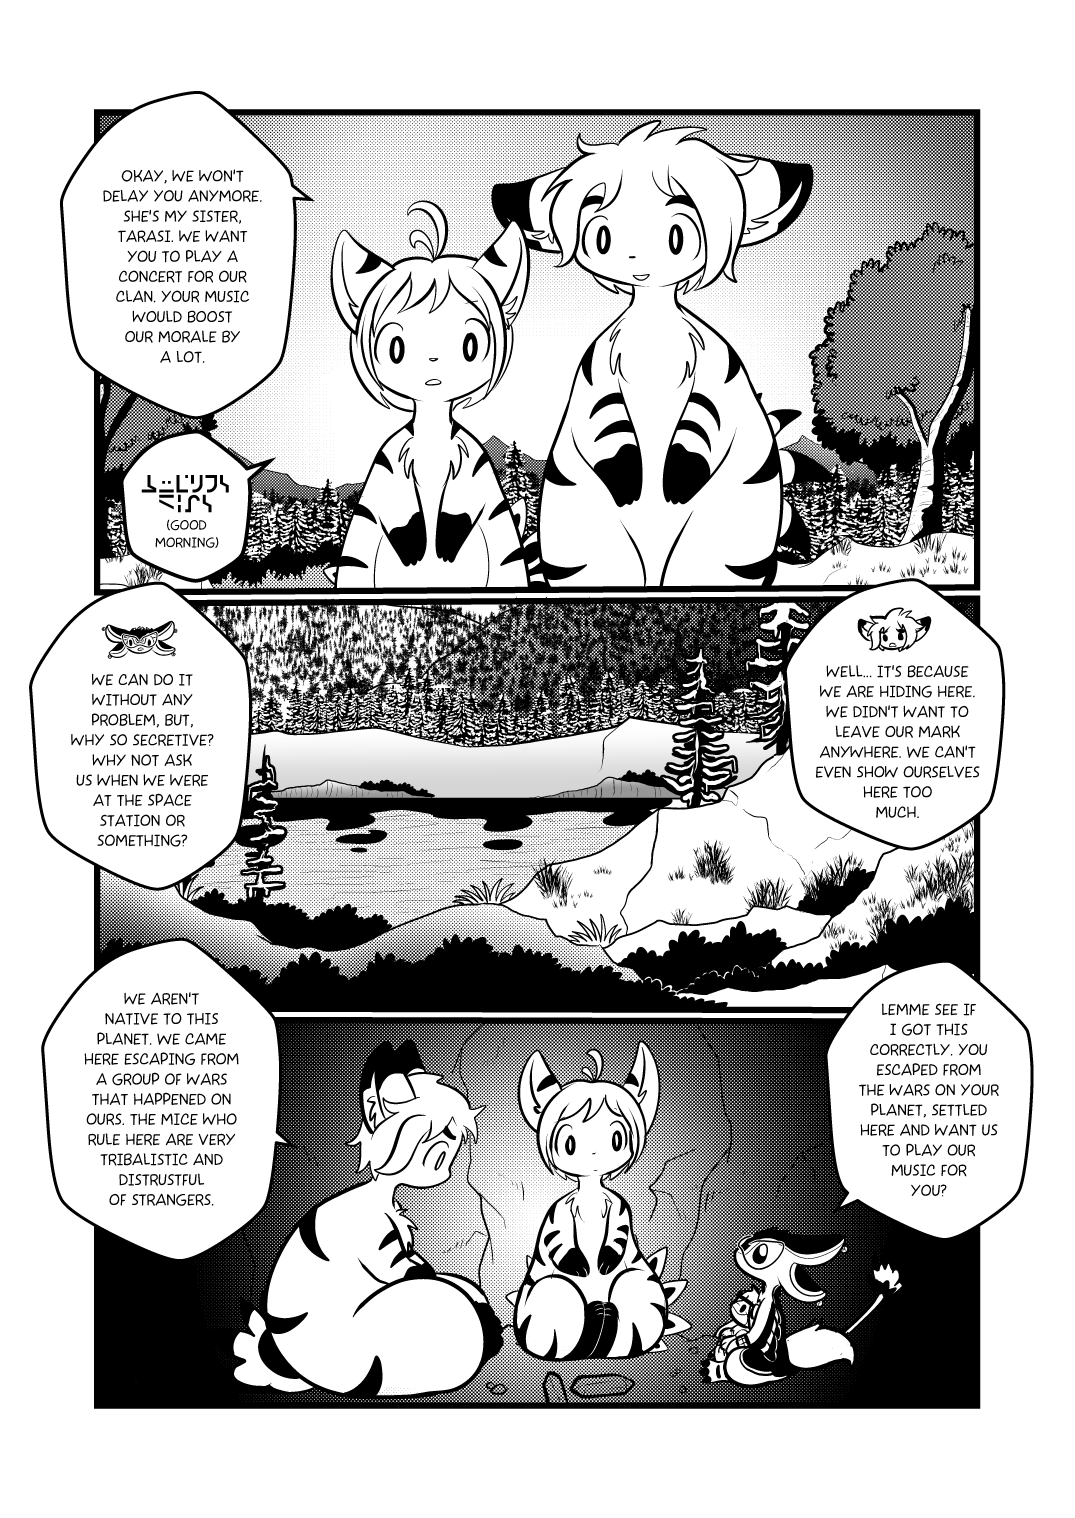 OKAY, WE WON'T
DELAY YOU ANYMORE.
SHE'S MY SISTER,
TARASI. WE WANT
YOU TO PLAY A
CONCERT FOR OUR
CLAN. YOUR MUSIC
WOULD BOOST
OUR MORALE BY
A LOT.
(GOOD
MORNING)
WE CAN DO IT
WITHOUT ANY
PROBLEM, BUT,
WHY SO SECRETIVE?
WHY NOT ASK
US WHEN WE WERE
AT THE SPACE
STATION OR
SOMETHING?
WELL... IT'S BECAUSE
WE ARE HIDING HERE.
WE DIDN'T WANT TO
LEAVE OUR MARK
ANYWHERE. WE CAN'T
EVEN SHOW OURSELVES
HERE TOO
MUCH.
WE AREN'T
NATIVE TO THIS
PLANET. WE CAME
HERE ESCAPING FROM
A GROUP OF WARS
THAT HAPPENED ON
OURS. THE MICE WHO
RULE HERE ARE VERY
TRIBALISTIC AND
DISTRUSTFUL
OF STRANGERS.
LEMME SEE IF
I GOT THIS
CORRECTLY. YOU
ESCAPED FROM
THE WARS ON YOUR
PLANET, SETTLED
HERE AND WANT US
TO PLAY OUR
MUSIC FOR
YOU?